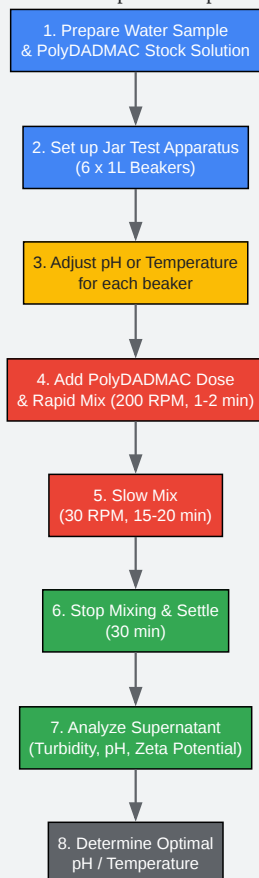 1. Prepare Water Sample
& PolyDADMAC Stock Solution
2. Set up Jar Test Apparatus
(6 x 1L Beakers)
3. Adjust pH or Temperature
for each beaker
4. Add PolyDADMAC Dose
& Rapid Mix (200 RPM, 1-2 min)
5. Slow Mix
(30 RPM, 15-20 min)
6. Stop Mixing & Settle
(30 min)
7. Analyze Supernatant
(Turbidity, pH, Zeta Potential)
8. Determine Optimal
pH / Temperature